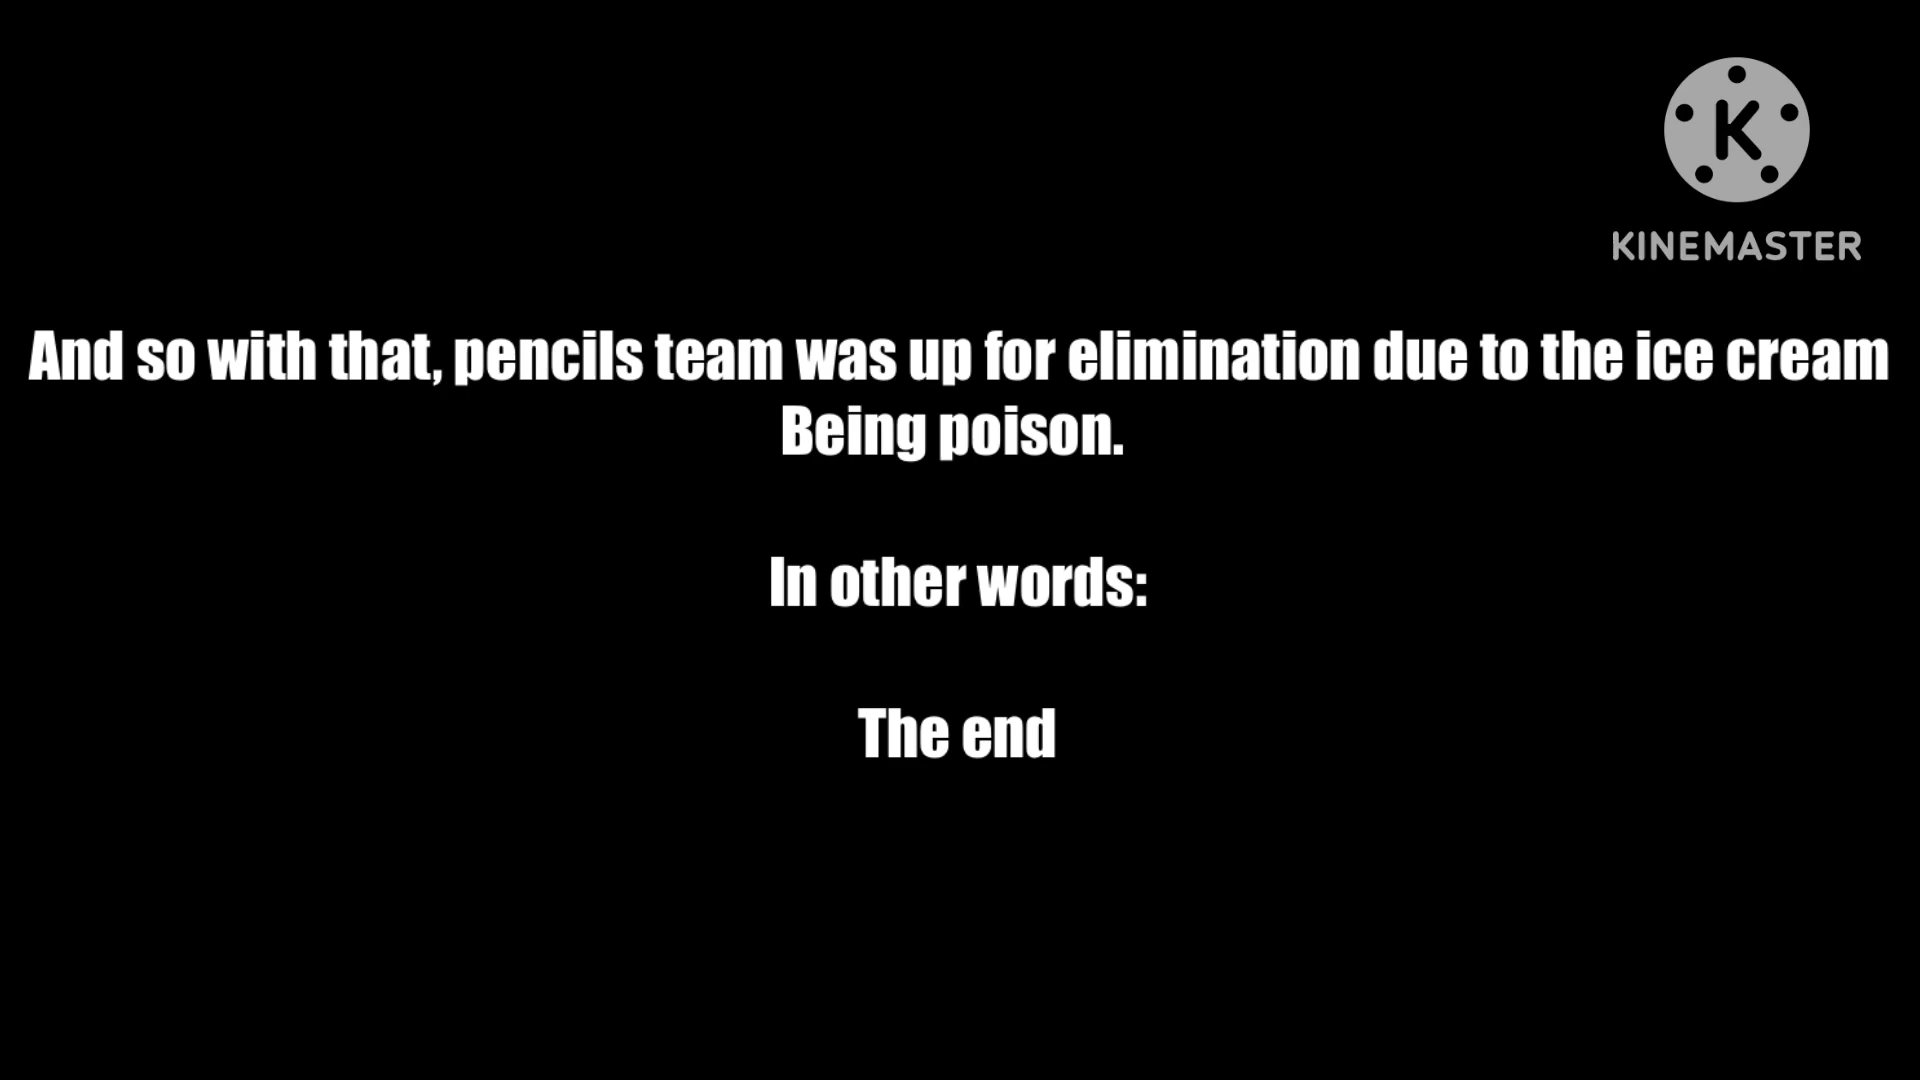 K
KINEMASTER
And so with that, pencils team was up for elimination due to the ice cream
Being poison.
In other words:
The end